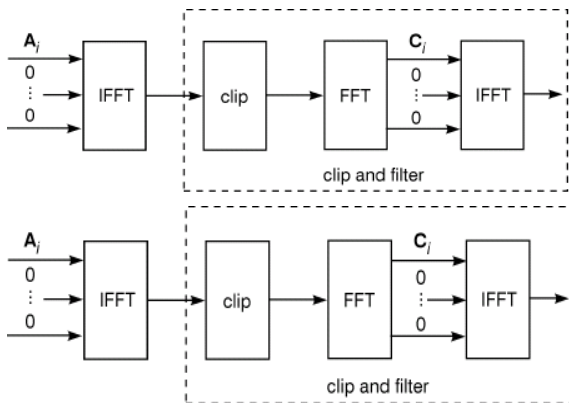 A_i C_i
0 0
IFFT clip FFT IFFT
0 0
clip and filter
A_i C_i
0 0
IFFT clip FFT IFFT
0 0
clip and filter